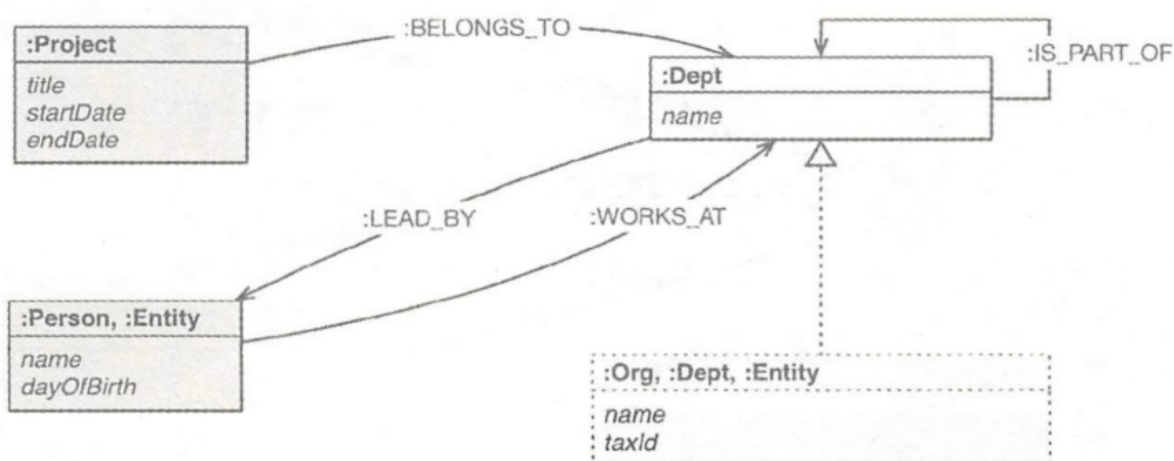 :BELONGS_TO
:Project
title
startDate
endDate
:IS_PART_OF
:Dept
name
:LEAD_BY
:WORKS_AT
:Person, :Entity
name
dayOfBirth
:Org, :Dept, :Entity
name
taxId